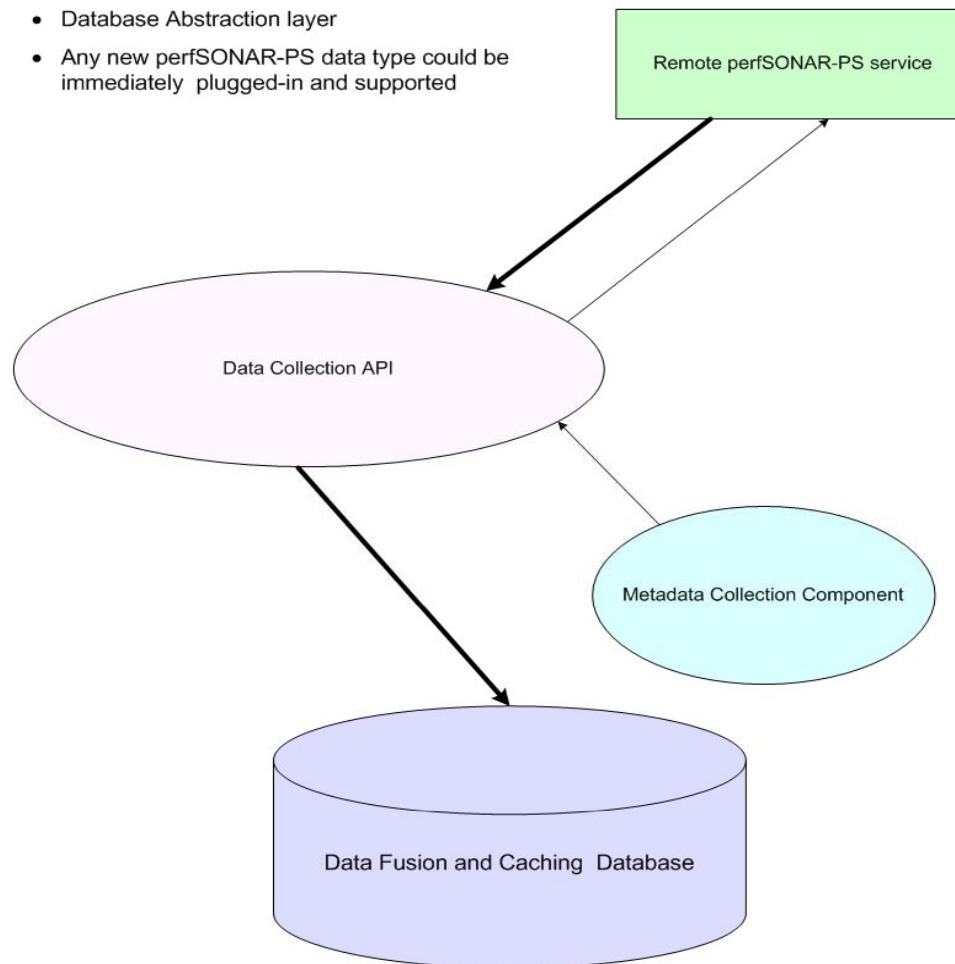 • Database Abstraction layer
• Any new perfSONAR-PS data type could be
immediately plugged-in and supported
Remote perfSONAR-PS service
Data Collection API
Metadata Collection Component
Data Fusion and Caching Database